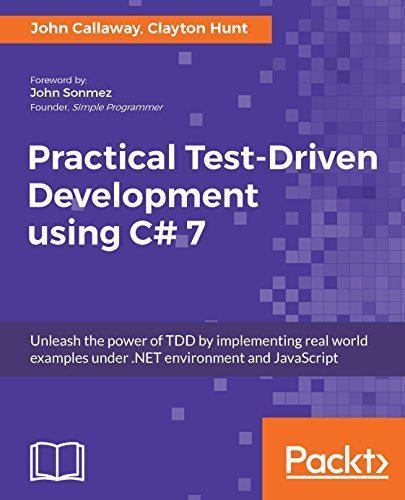 John Callaway, Clayton Hunt
Foreword by:
John Sonmez
Founder, Simple Programmer
Practical Test-Driven
Development
using C# 7
Unleash the power of TDD by implementing real world
examples under .NET environment and JavaScript
Packt>